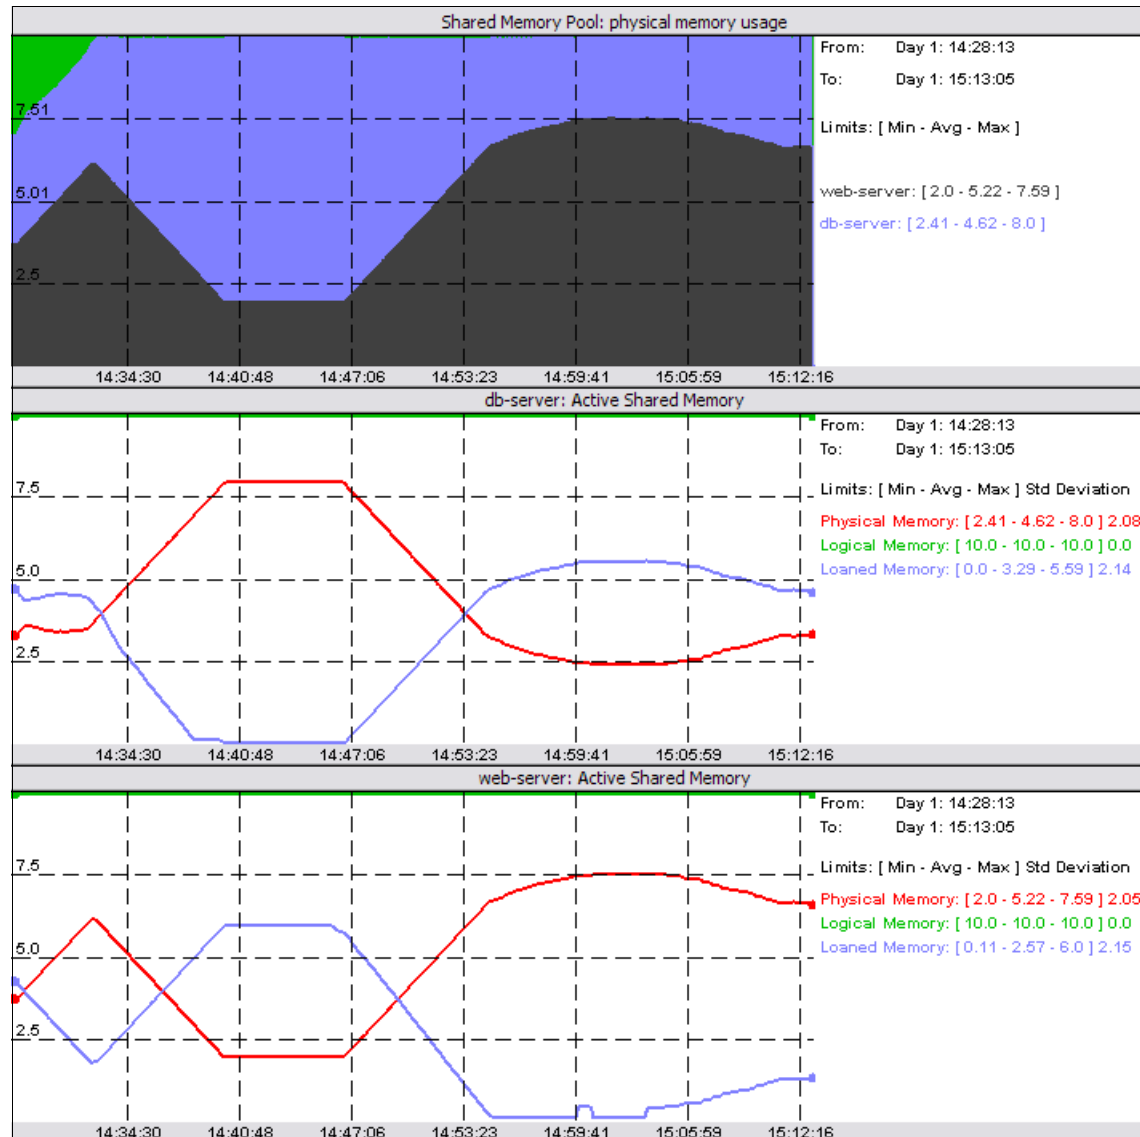 Shared Memory Pool: physical memory usage
From: Day 1: 14:28:13
To: Day 1: 15:13:05
Limits: [ Min - Avg - Max ]
web-server: [ 2.0 - 5.22 - 7.59 ]
db-server: [ 2.41 - 4.62 - 8.0 ]
7.51
5.01
2.5
14:34:30 14:40:48 14:47:06 14:53:23 14:59:41 15:05:59 15:12:16
db-server: Active Shared Memory
From: Day 1: 14:28:13
To: Day 1: 15:13:05
Limits: [ Min - Avg - Max ] Std Deviation
Physical Memory: [ 2.41 - 4.62 - 8.0 ] 2.08
Logical Memory: [ 10.0 - 10.0 - 10.0 ] 0.0
Loaned Memory: [ 0.0 - 3.29 - 5.59 ] 2.14
7.5
5.0
2.5
14:34:30 14:40:48 14:47:06 14:53:23 14:59:41 15:05:59 15:12:16
web-server: Active Shared Memory
From: Day 1: 14:28:13
To: Day 1: 15:13:05
Limits: [ Min - Avg - Max ] Std Deviation
Physical Memory: [ 2.0 - 5.22 - 7.59 ] 2.05
Logical Memory: [ 10.0 - 10.0 - 10.0 ] 0.0
Loaned Memory: [ 0.11 - 2.57 - 6.0 ] 2.15
7.5
5.0
2.5
14:34:30 14:40:48 14:47:06 14:53:23 14:59:41 15:05:59 15:12:16